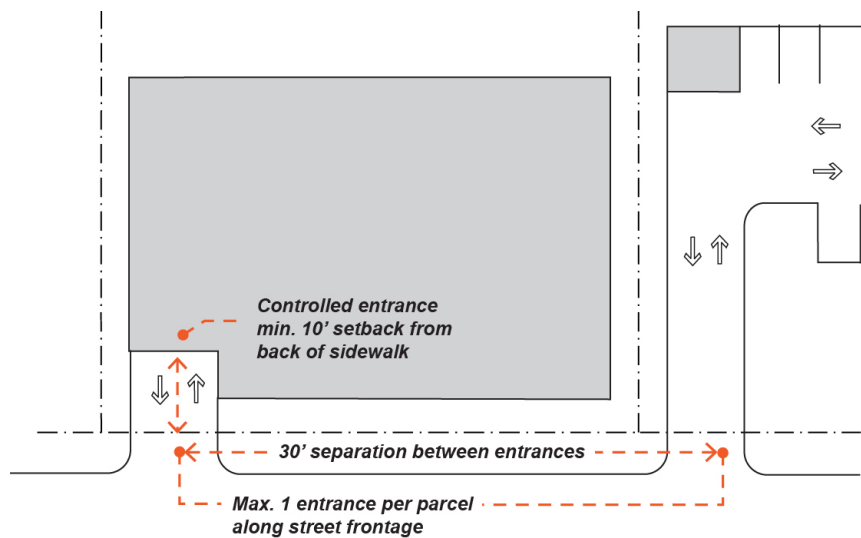 Controlled entrance
min. 10’ setback from
back of sidewalk
30’ separation between entrances
Max. 1 entrance per parcel
along street frontage